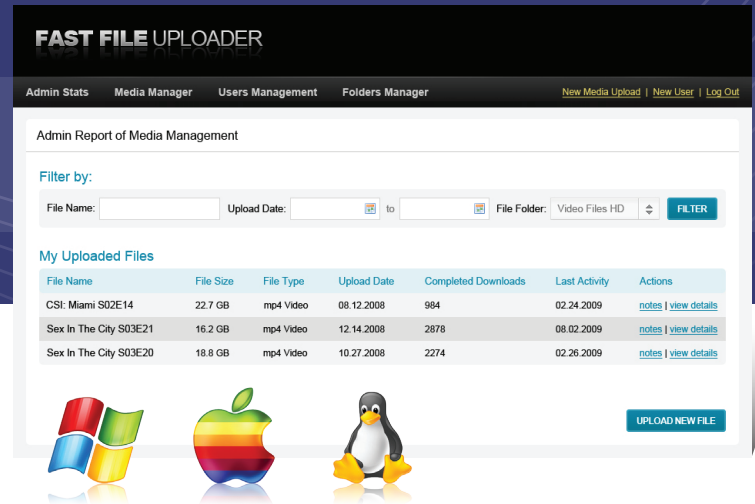 FAST FILE UPLOADER
Admin Stats Media Manager Users Management Folders Manager New Media Upload | New User | Log Out
Admin Report of Media Management
Filter by:
File Name: Upload Date: to File Folder: Video Files HD FILTER
My Uploaded Files
File Name File Size File Type Upload Date Completed Downloads Last Activity Actions
CSI: Miami S02E14 22.7 GB mp4 Video 08.12.2008 984 02.24.2009 notes | view details
Sex In The City S03E21 16.2 GB mp4 Video 12.14.2008 2878 08.02.2009 notes | view details
Sex In The City S03E20 18.8 GB mp4 Video 10.27.2008 2274 02.26.2009 notes | view details
UPLOAD NEW FILE